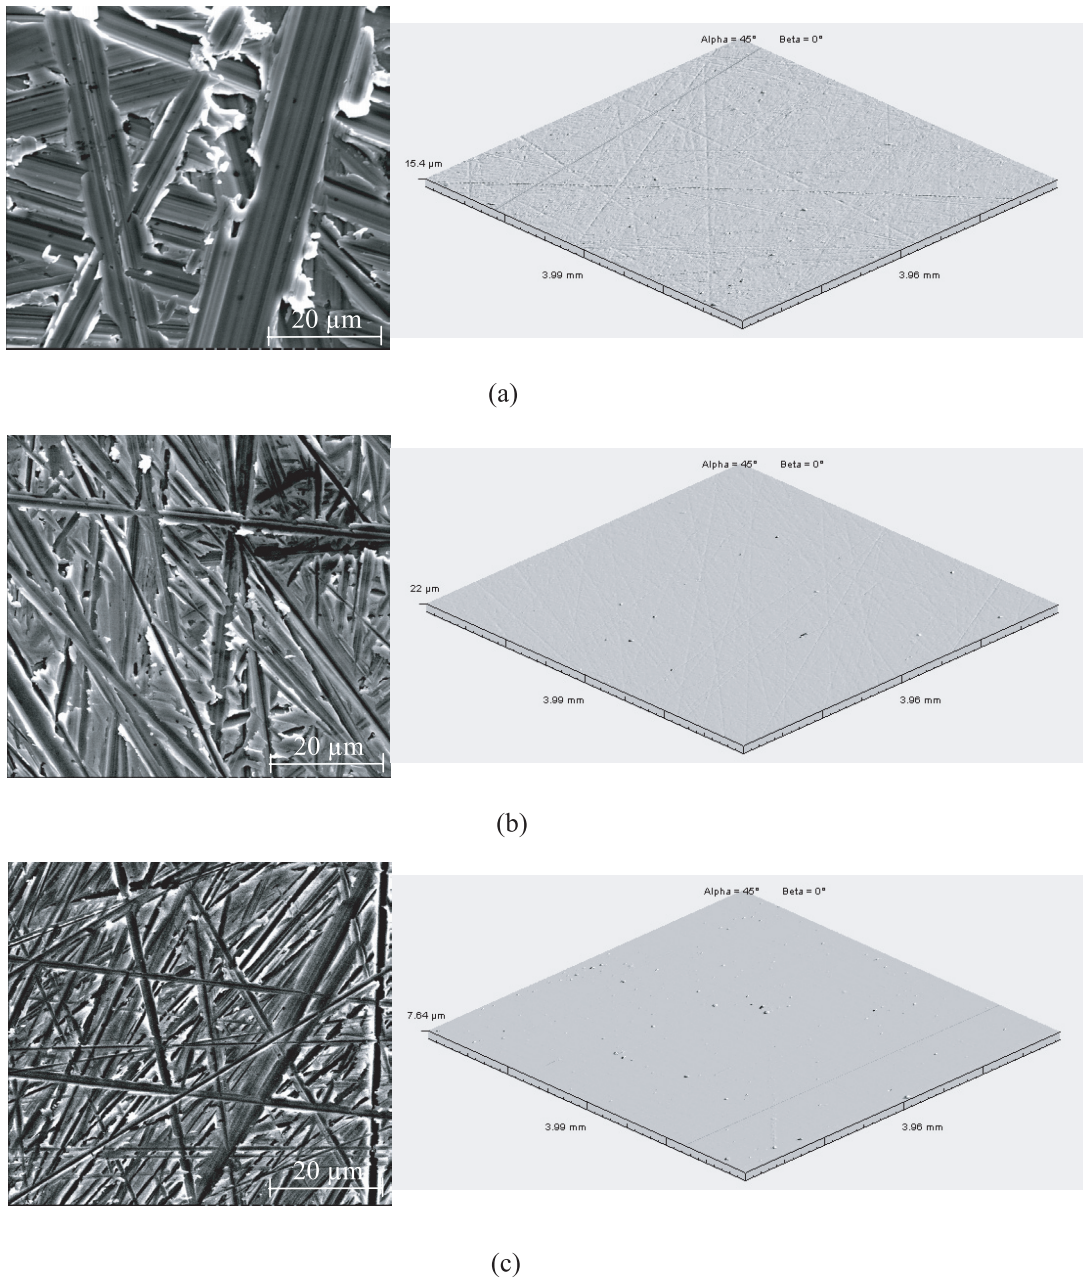 Alpha = 45° Beta = 0°
15.4 µm
3.99 mm 3.96 mm
20 µm
(a)
Alpha = 45° Beta = 0°
22 µm
3.99 mm 3.96 mm
20 µm
(b)
Alpha = 45° Beta = 0°
7.64 µm
3.99 mm 3.96 mm
20 µm
(c)